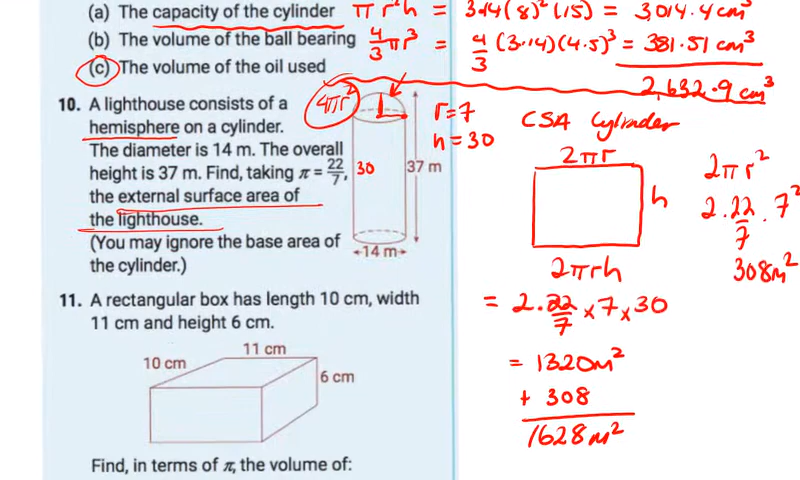 (a) The capacity of the cylinder πr²h = 3.14(8)²(15) = 3,014.4 cm³
(b) The volume of the ball bearing 4/3 πr³ = 4/3 (3.14)(4.5)³ = 381.51 cm³
(c) The volume of the oil used
2,632.9 cm³
10. A lighthouse consists of a
hemisphere on a cylinder.
The diameter is 14 m. The overall
height is 37 m. Find, taking π = 22/7,
the external surface area of
the lighthouse.
(You may ignore the base area of
the cylinder.)
4πr²
30
37 m
14 m
r=7
h=30
CSA Cylinder
2πr
h
2πrh
= 2.22/7 × 7 × 30
= 1320m²
+ 308
1628m²
2πr²
2.22/7 . 7²
308m²
11. A rectangular box has length 10 cm, width
11 cm and height 6 cm.
11 cm
10 cm
6 cm
Find, in terms of π, the volume of: